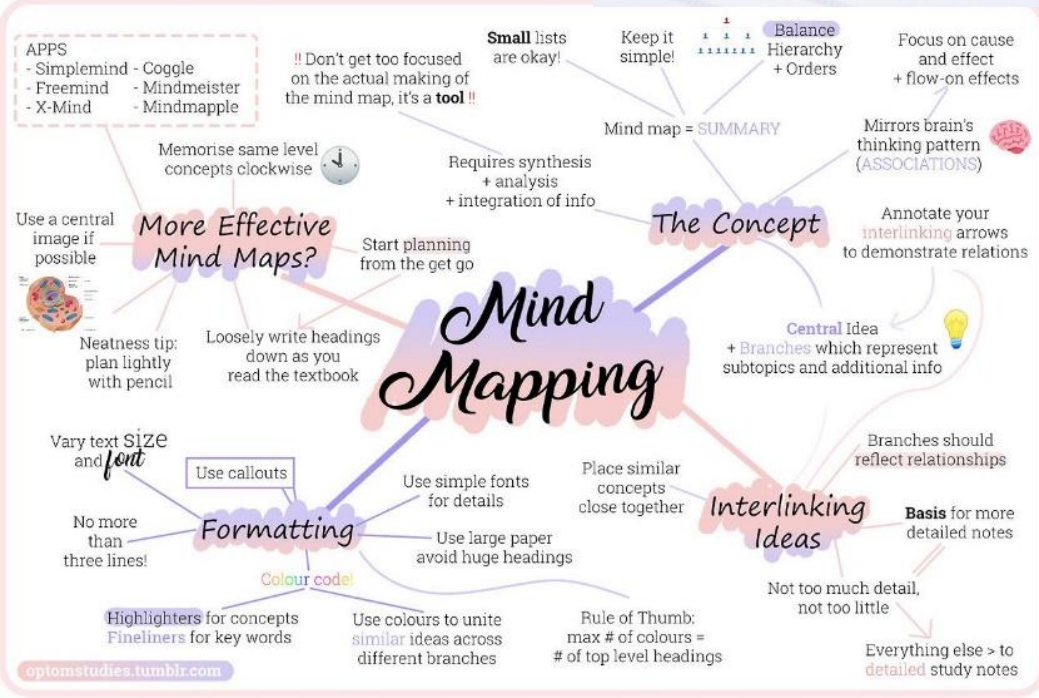 Mind
Mapping
More Effective
Mind Maps?
APPS
- Simplemind - Coggle
- Freemind - Mindmeister
- X-Mind - Mindmapple
Memorise same level
concepts clockwise
Use a central
image if
possible
Neatness tip:
plan lightly
with pencil
Loosely write headings
down as you
read the textbook
Start planning
from the get go
The Concept
!! Don't get too focused
on the actual making of
the mind map, it's a tool !!
Requires synthesis
+ analysis
+ integration of info
Small lists
are okay!
Keep it
simple!
Balance
Hierarchy
+ Orders
Mind map = SUMMARY
Focus on cause
and effect
+ flow-on effects
Mirrors brain's
thinking pattern
(ASSOCIATIONS)
Annotate your
interlinking arrows
to demonstrate relations
Central Idea
+ Branches which represent
subtopics and additional info
Formatting
Vary text size
and font
Use callouts
No more
than
three lines!
Use simple fonts
for details
Use large paper
avoid huge headings
Colour code!
Highlighters for concepts
Fineliners for key words
Use colours to unite
similar ideas across
different branches
Rule of Thumb:
max # of colours =
# of top level headings
Interlinking
Ideas
Place similar
concepts
close together
Branches should
reflect relationships
Basis for more
detailed notes
Not too much detail,
not too little
Everything else > to
detailed study notes
optomstudies.tumblr.com